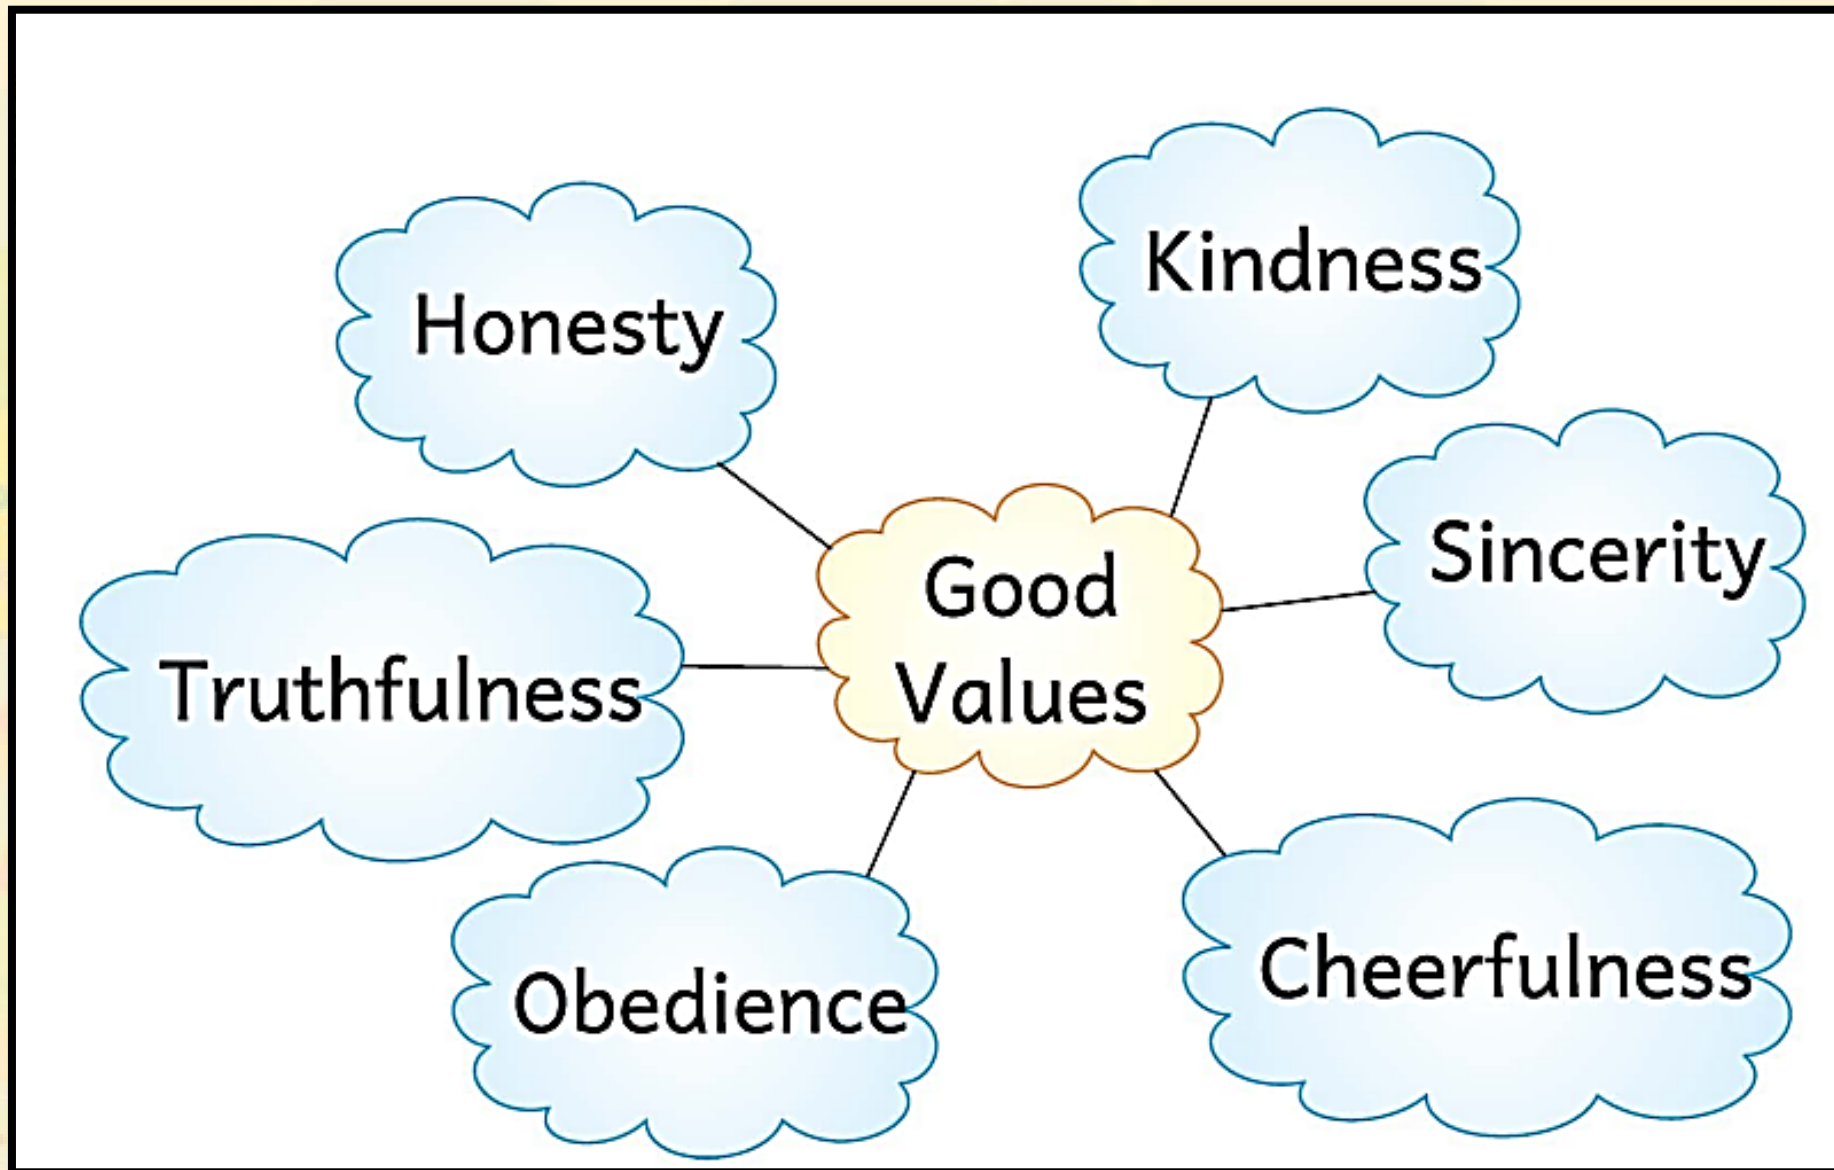 Kindness
Honesty
Sincerity
Good
Values
Truthfulness
Cheerfulness
Obedience